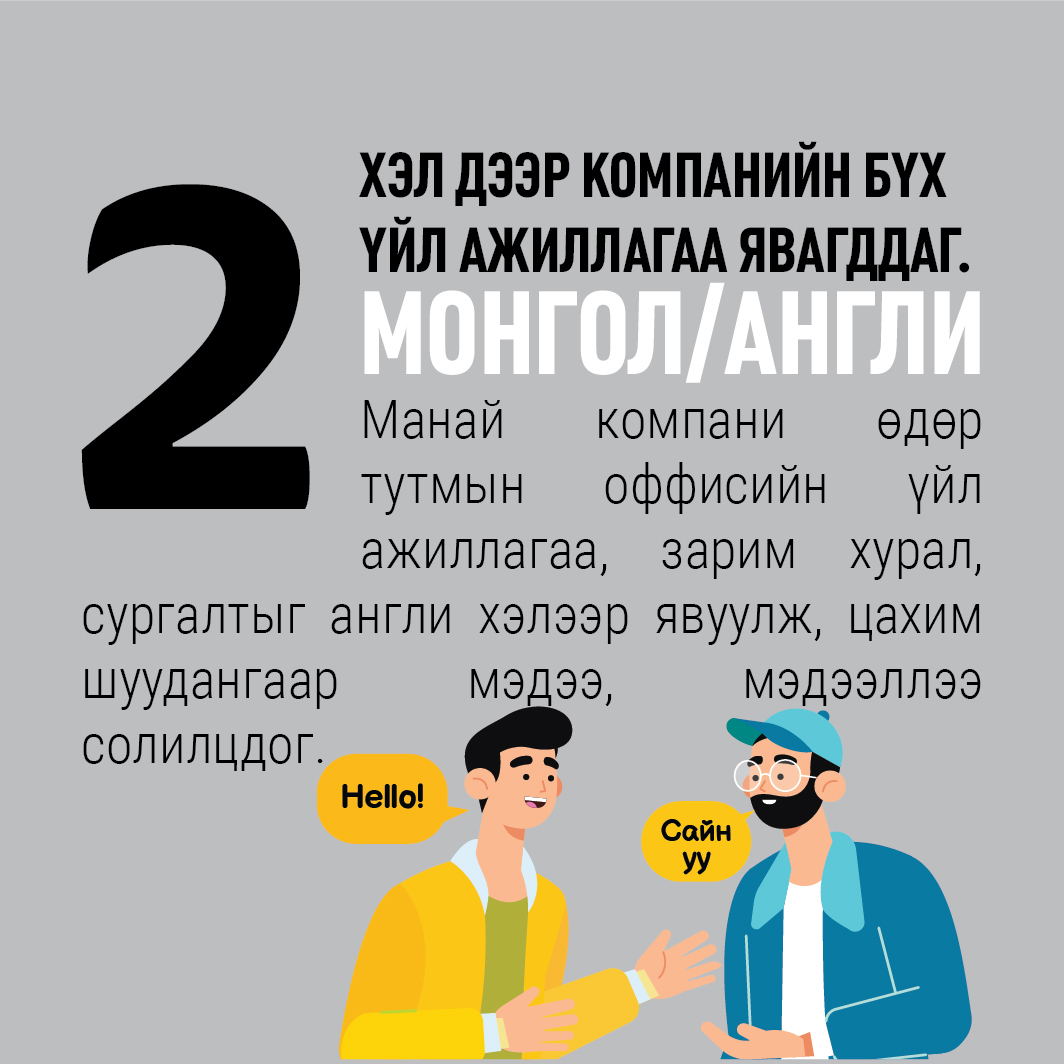 2
ХЭЛ ДЭЭР КОМПАНИЙН БҮХ
ҮЙЛ АЖИЛЛАГАА ЯВАГДДАГ.
МОНГОЛ/АНГЛИ
Манай компани өдөр
тутмын оффисийн үйл
ажиллагаа, зарим хурал,
сургалтыг англи хэлээр явуулж, цахим
шуудангаар мэдээ, мэдээллээ
солилцдог.
Hello!
Сайн
уу